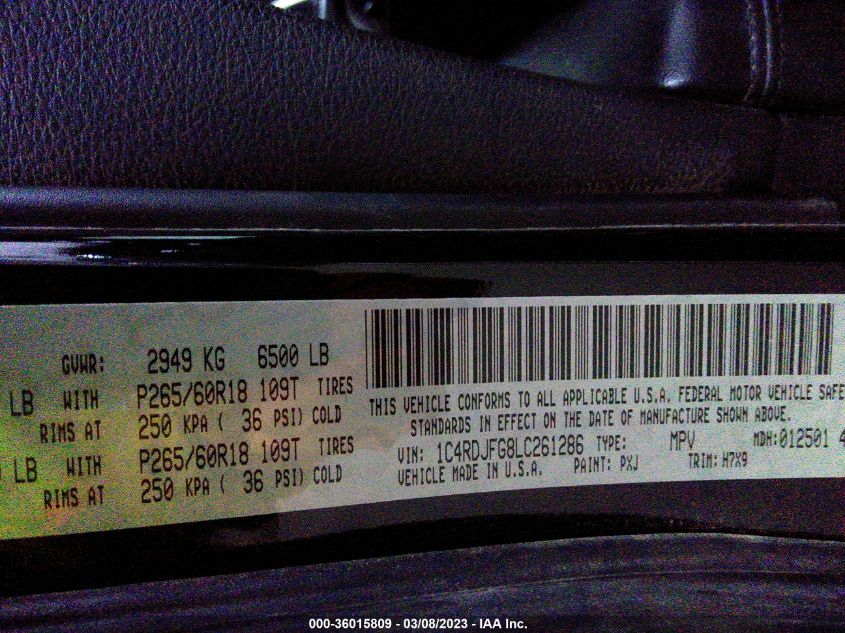 GVWR: 2949 KG 6500 LB
LB WITH P265/60R18 109T TIRES
RIMS AT 250 KPA ( 36 PSI) COLD
LB WITH P265/60R18 109T TIRES
RIMS AT 250 KPA ( 36 PSI) COLD
THIS VEHICLE CONFORMS TO ALL APPLICABLE U.S.A. FEDERAL MOTOR VEHICLE SAFE
STANDARDS IN EFFECT ON THE DATE OF MANUFACTURE SHOWN ABOVE.
VIN: 1C4RDJFG8LC261286 TYPE: MPV MDH:012501 4
VEHICLE MADE IN U.S.A. PAINT: PXJ TRIM: H7X9
000-36015809 - 03/08/2023 - IAA Inc.